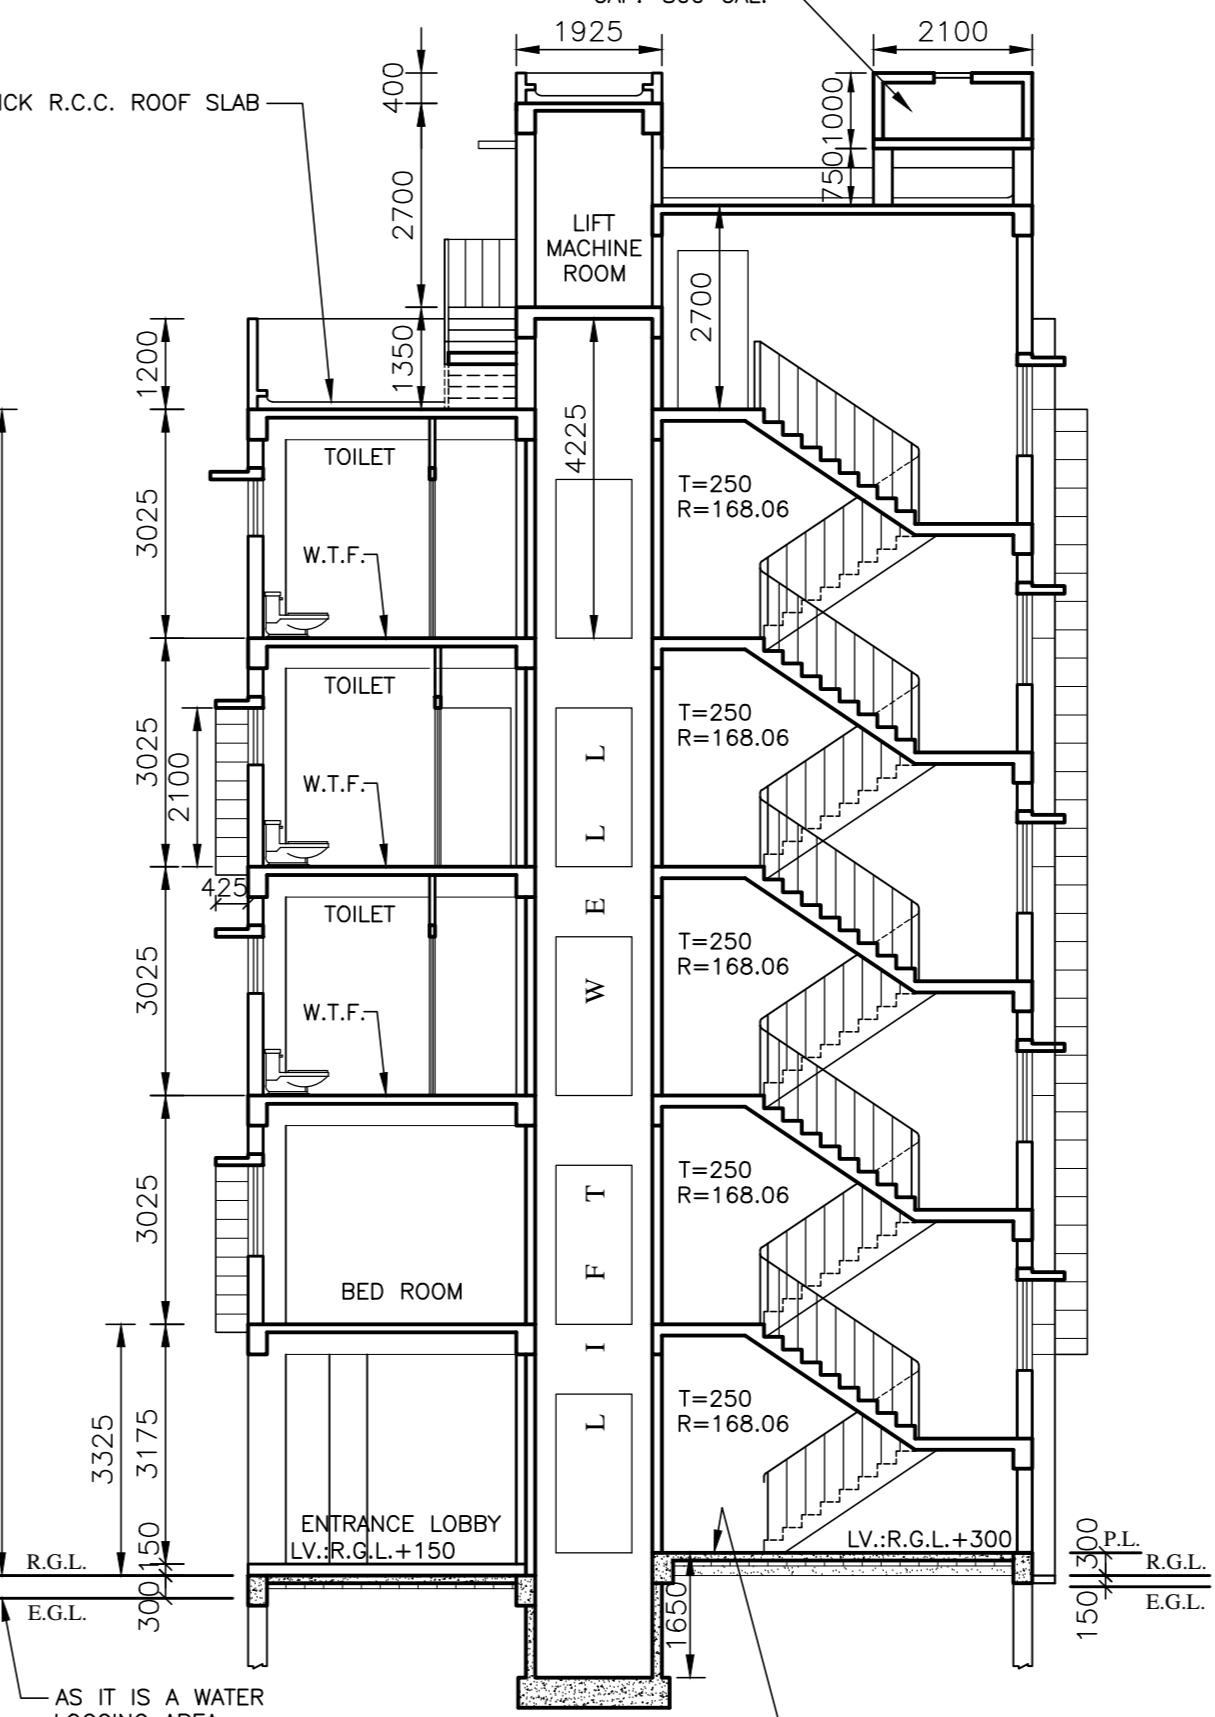 1925
2100
ICK R.C.C. ROOF SLAB
400
1000
750
2700
LIFT
MACHINE
ROOM
2700
1200
1350
4225
TOILET
T=250
R=168.06
3025
W.T.F.
TOILET
T=250
R=168.06
3025
2100
W.T.F.
L
L
425
TOILET
E
T=250
R=168.06
3025
W.T.F.
W
T=250
R=168.06
3025
T
BED ROOM
F
I
3325
3175
T=250
R=168.06
L
ENTRANCE LOBBY
LV.:R.G.L.+150
LV.:R.G.L.+300
150
R.G.L.
300
E.G.L.
1650
300
P.L.
R.G.L.
150
E.G.L.
AS IT IS A WATER